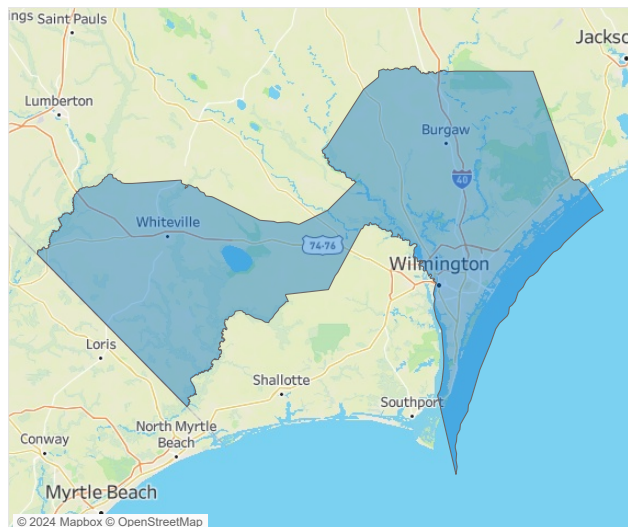 ngs
Saint Pauls
Jackso
Lumberton
Burgaw
40
Whiteville
74-76
Wilmington
Loris
Shallotte
Southport
North Myrtle
Beach
Conway
Myrtle Beach
© 2024 Mapbox © OpenStreetMap